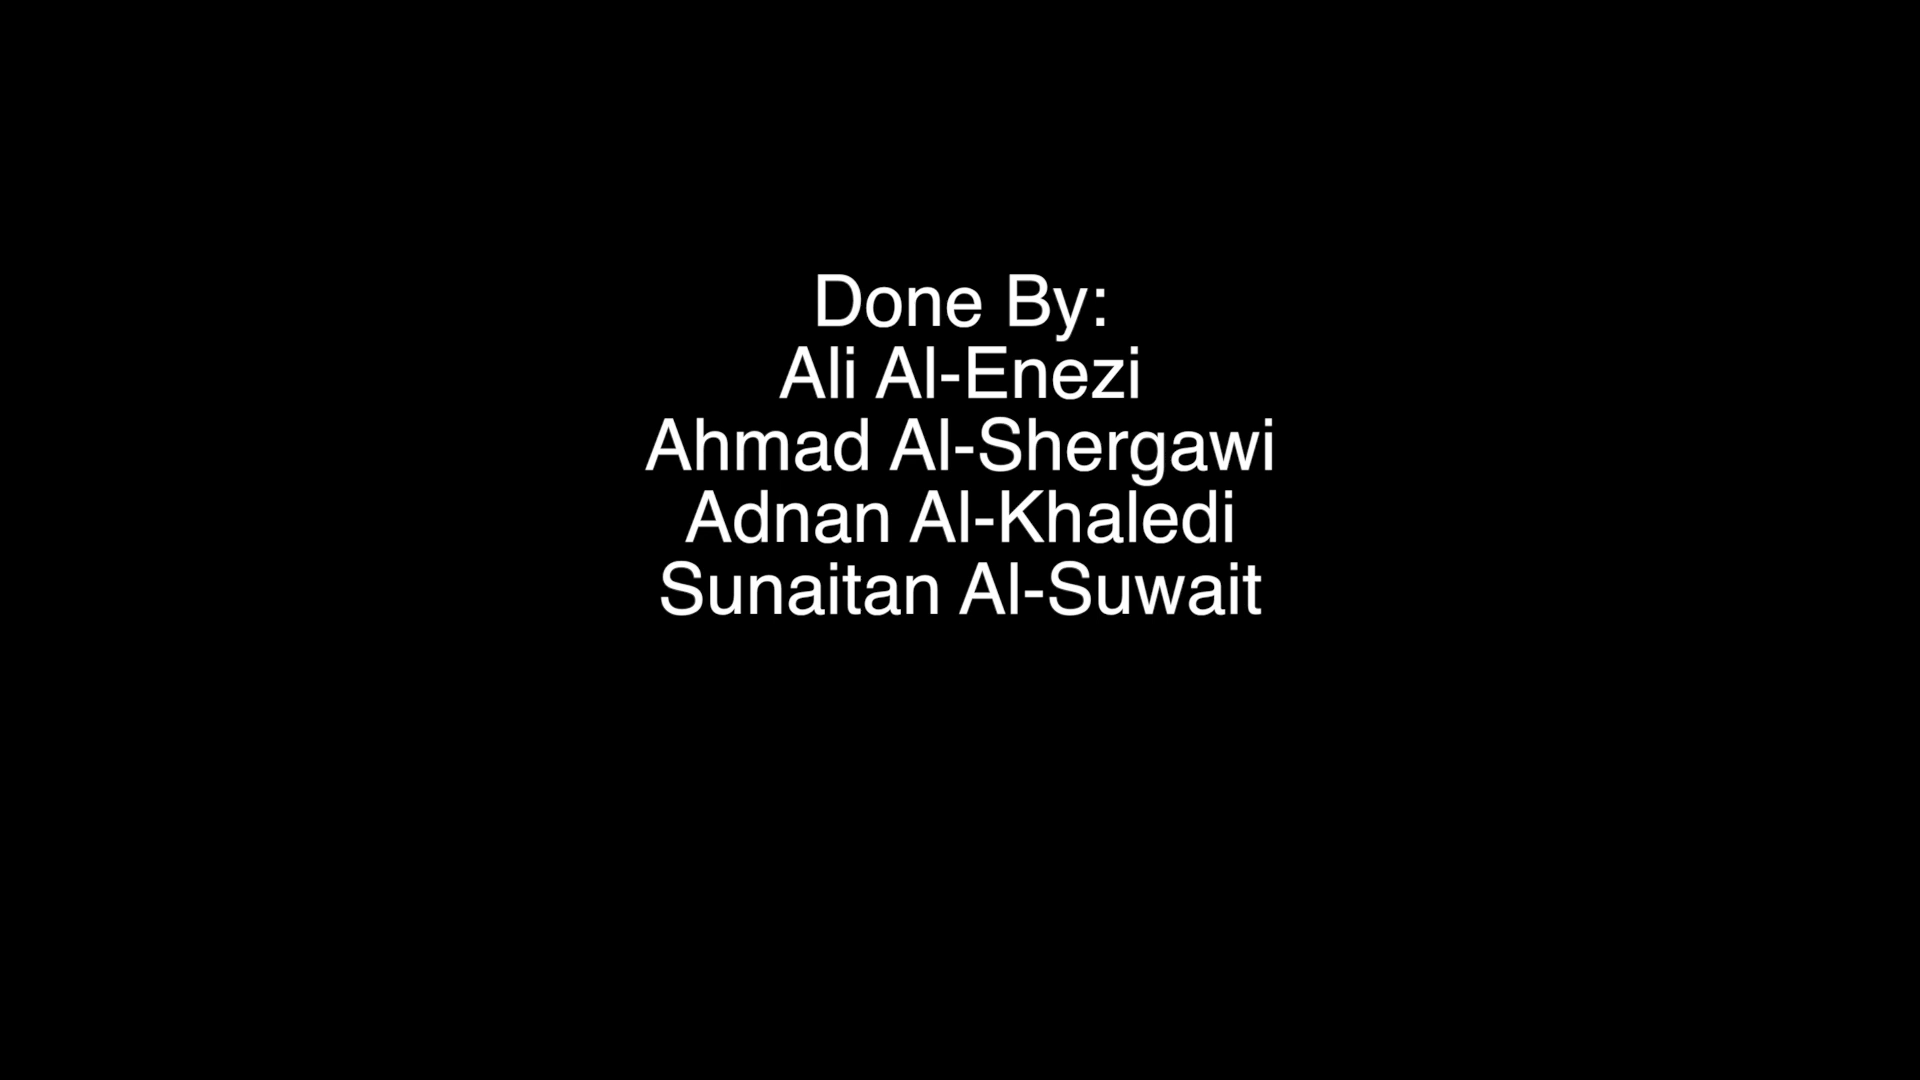 Done By:
Ali Al-Enezi
Ahmad Al-Shergawi
Adnan Al-Khaledi
Sunaitan Al-Suwait